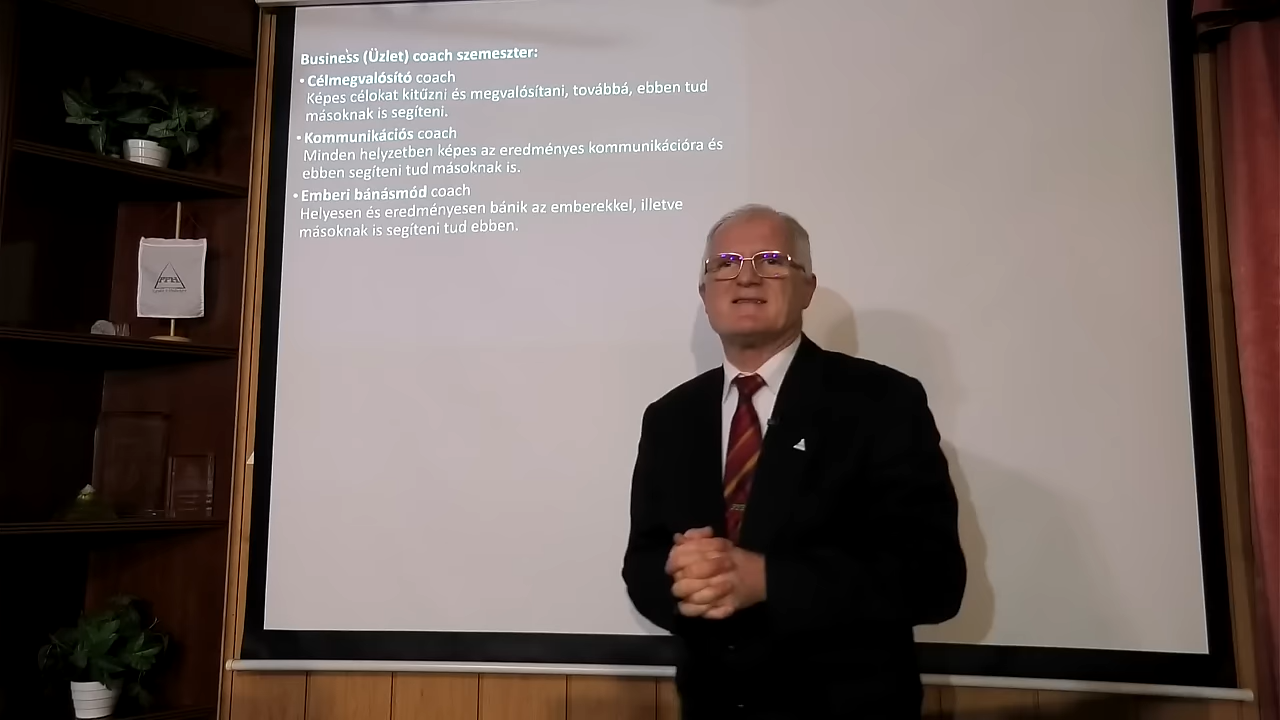 Business (Üzlet) coach szemeszter:
• Célmegvalósító coach
Képes célokat kitűzni és megvalósítani, továbbá, ebben tud
másoknak is segíteni.
• Kommunikációs coach
Minden helyzetben képes az eredményes kommunikációra és
ebben segíteni tud másoknak is.
• Emberi bánásmód coach
Helyesen és eredményesen bánik az emberekkel, illetve
másoknak is segíteni tud ebben.